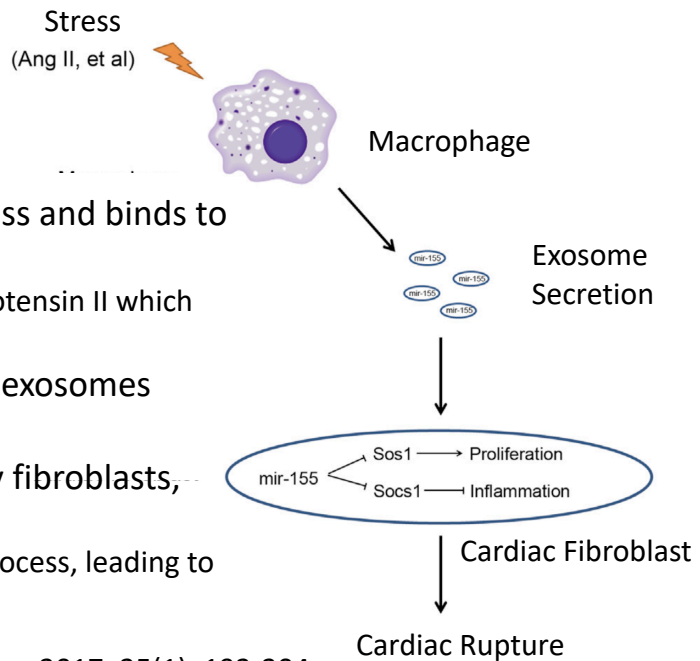 Stress
(Ang II, et al)
Macrophage
ss and binds to
Exosome
Secretion
mir-155
mir-155
mir-155
mir-155
otensin II which
exosomes
fibroblasts,
mir-155
Sos1
Proliferation
Socs1
Inflammation
Cardiac Fibroblast
ocess, leading to
Cardiac Rupture